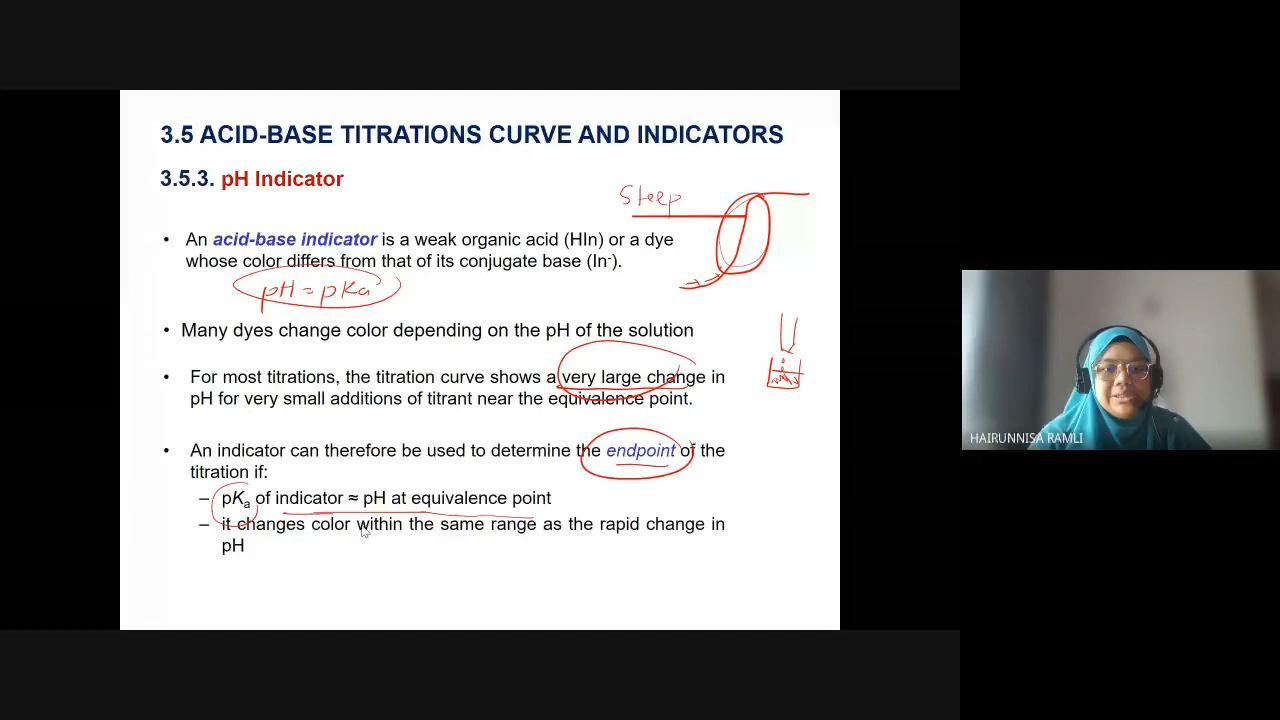 3.5 ACID-BASE TITRATIONS CURVE AND INDICATORS
3.5.3. pH Indicator
Steep
• An acid-base indicator is a weak organic acid (HIn) or a dye
whose color differs from that of its conjugate base (In-).
pH = pKa
• Many dyes change color depending on the pH of the solution
• For most titrations, the titration curve shows a very large change in
pH for very small additions of titrant near the equivalence point.
• An indicator can therefore be used to determine the endpoint of the
titration if:
– pKa of indicator ≈ pH at equivalence point
– it changes color within the same range as the rapid change in
pH
HAIRUNNISA RAMLI